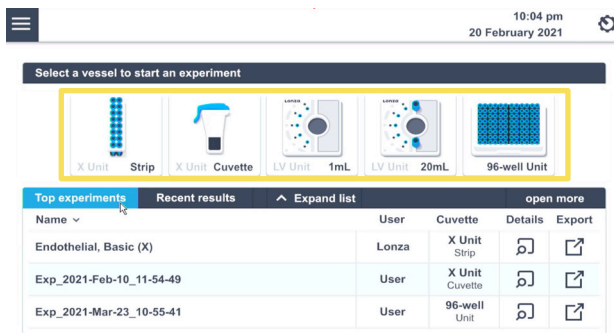 10:04 pm
20 February 2021
Select a vessel to start an experiment
Lonza Lonza
X Unit Strip X Unit Cuvette LV Unit 1mL LV Unit 20mL 96-well Unit
Top experiments Recent results Expand list open more
Name User Cuvette Details Export
Endothelial, Basic (X) Lonza X Unit
Strip
Exp_2021-Feb-10_11-54-49 User X Unit
Cuvette
Exp_2021-Mar-23_10-55-41 User 96-well
Unit